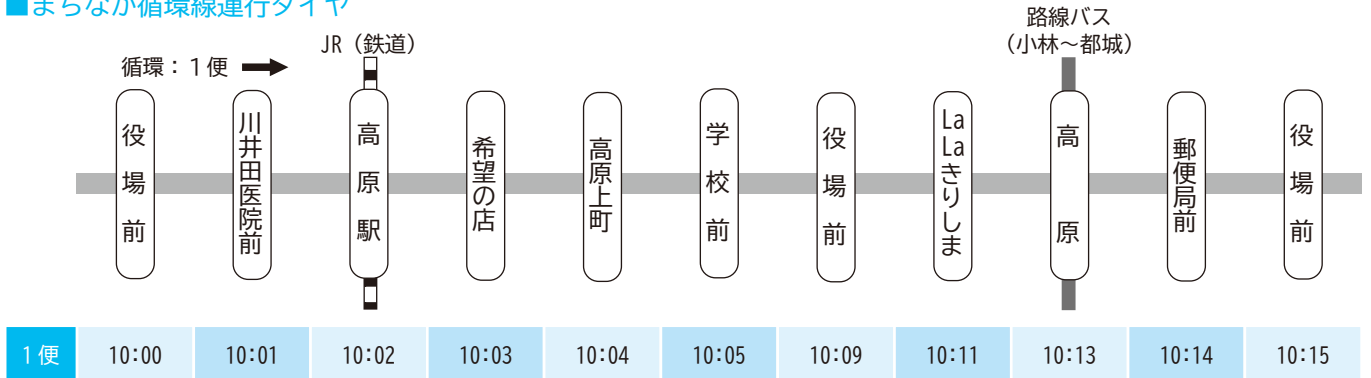 ■まちなか循環線運行ダイヤ
路線バス
（小林～都城）
JR（鉄道）
循環：１便
役場前
川井田医院前
高原駅
希望の店
高原上町
学校前
役場前
LaLaきりしま
高原
郵便局前
役場前
１便 10：00 10：01 10：02 10：03 10：04 10：05 10：09 10：11 10：13 10：14 10：15